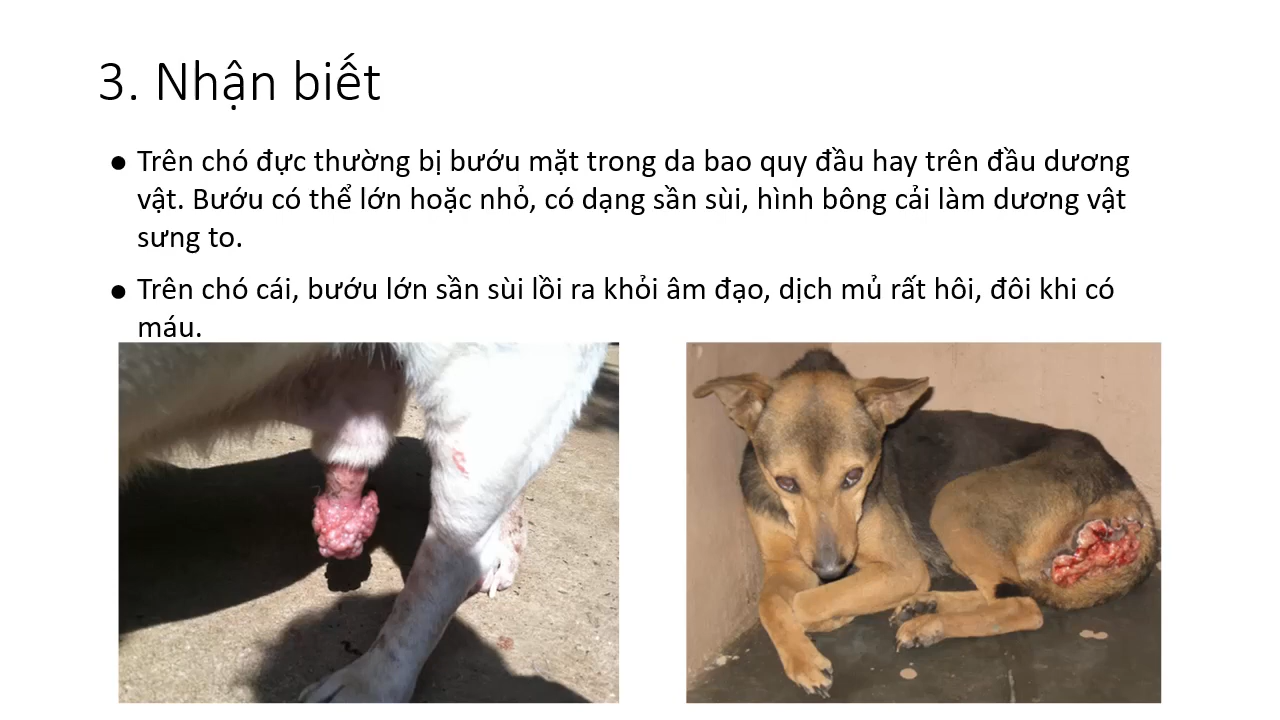 3. Nhận biết
● Trên chó đực thường bị bướu mặt trong da bao quy đầu hay trên đầu dương
vật. Bướu có thể lớn hoặc nhỏ, có dạng sần sùi, hình bông cải làm dương vật
sưng to.
● Trên chó cái, bướu lớn sần sùi lồi ra khỏi âm đạo, dịch mủ rất hôi, đôi khi có
máu.